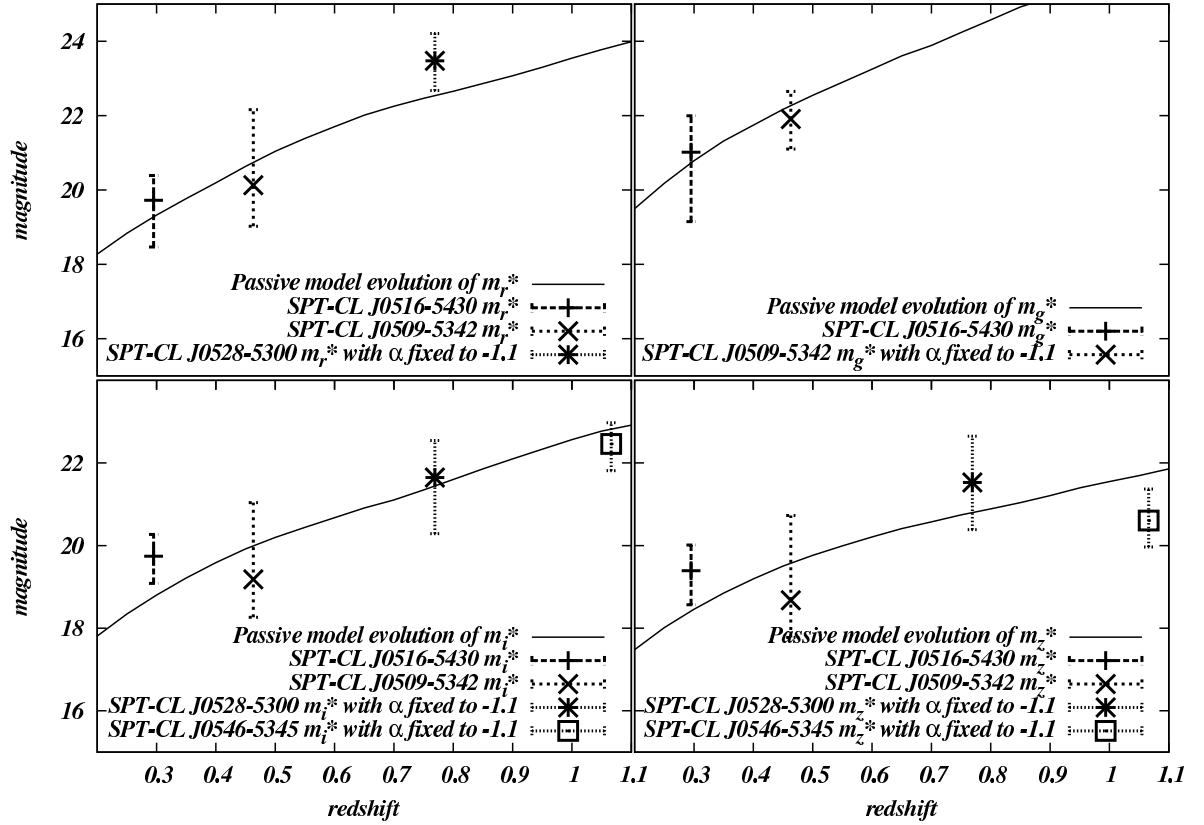 24
22
20
18
16
magnitude
Passive model evolution of m_r*
SPT-CL J0516-5430 m_r*
SPT-CL J0509-5342 m_r*
SPT-CL J0528-5300 m_r* with α fixed to -1.1
Passive model evolution of m_g*
SPT-CL J0516-5430 m_g*
SPT-CL J0509-5342 m_g* with α fixed to -1.1
22
20
18
16
magnitude
Passive model evolution of m_i*
SPT-CL J0516-5430 m_i*
SPT-CL J0509-5342 m_i*
SPT-CL J0528-5300 m_i* with α fixed to -1.1
SPT-CL J0546-5345 m_i* with α fixed to -1.1
0.3 0.4 0.5 0.6 0.7 0.8 0.9 1 1.1
redshift
Passive model evolution of m_z*
SPT-CL J0516-5430 m_z*
SPT-CL J0509-5342 m_z*
SPT-CL J0528-5300 m_z* with α fixed to -1.1
SPT-CL J0546-5345 m_z* with α fixed to -1.1
0.3 0.4 0.5 0.6 0.7 0.8 0.9 1 1.1
redshift